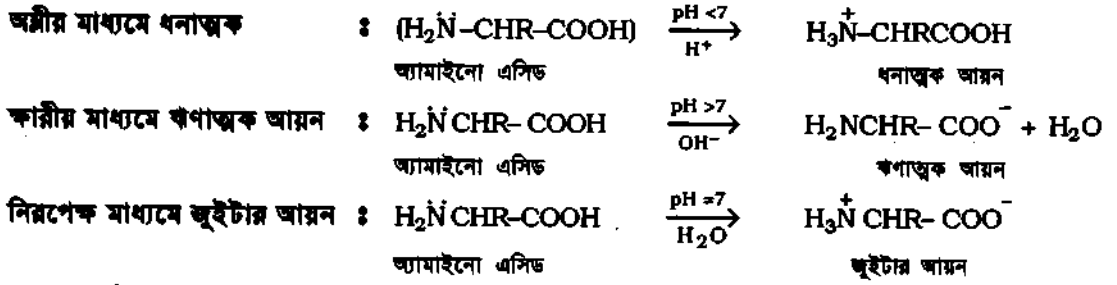 অম্লীয় মাধ্যমে ধনাত্মক : (H₂N̈–CHR–COOH) pH <7 H⁺ → H₃N⁺–CHRCOOH
অ্যামাইনো এসিড ধনাত্মক আয়ন
ক্ষারীয় মাধ্যমে ঋণাত্মক আয়ন : H₂N̈CHR–COOH pH >7 OH⁻ → H₂NCHR–COO⁻ + H₂O
অ্যামাইনো এসিড ঋণাত্মক আয়ন
নিরপেক্ষ মাধ্যমে জুইটার আয়ন : H₂N̈CHR–COOH pH =7 H₂O → H₃N⁺CHR–COO⁻
অ্যামাইনো এসিড জুইটার আয়ন